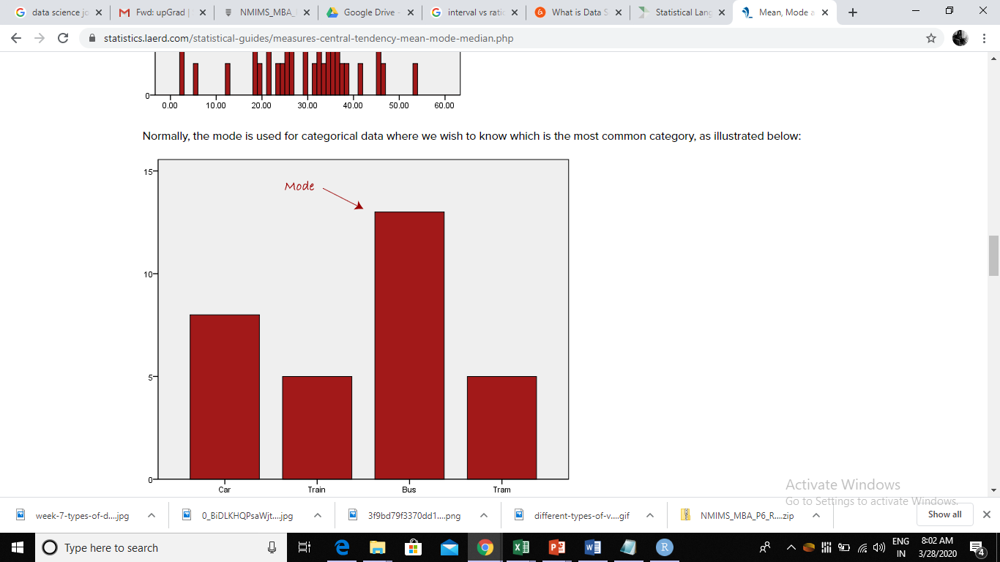 data science jo
Fwd: upGrad |
NMIMS_MBA_
Google Drive -
interval vs ratio
What is Data S
Statistical Lang
Mean, Mode a
statistics.laerd.com/statistical-guides/measures-central-tendency-mean-mode-median.php
0
0.00 10.00 20.00 30.00 40.00 50.00 60.00
Normally, the mode is used for categorical data where we wish to know which is the most common category, as illustrated below:
15
Mode
10
5
0
Car Train Bus Tram
Activate Windows
Go to Settings to activate Windows.
week-7-types-of-d....jpg
0_BiDLKHQPsaWjt....jpg
3f9bd79f3370dd1....png
different-types-of-v....gif
NMIMS_MBA_P6_R....zip
Show all
Type here to search
ENG
IN
8:02 AM
3/28/2020
4